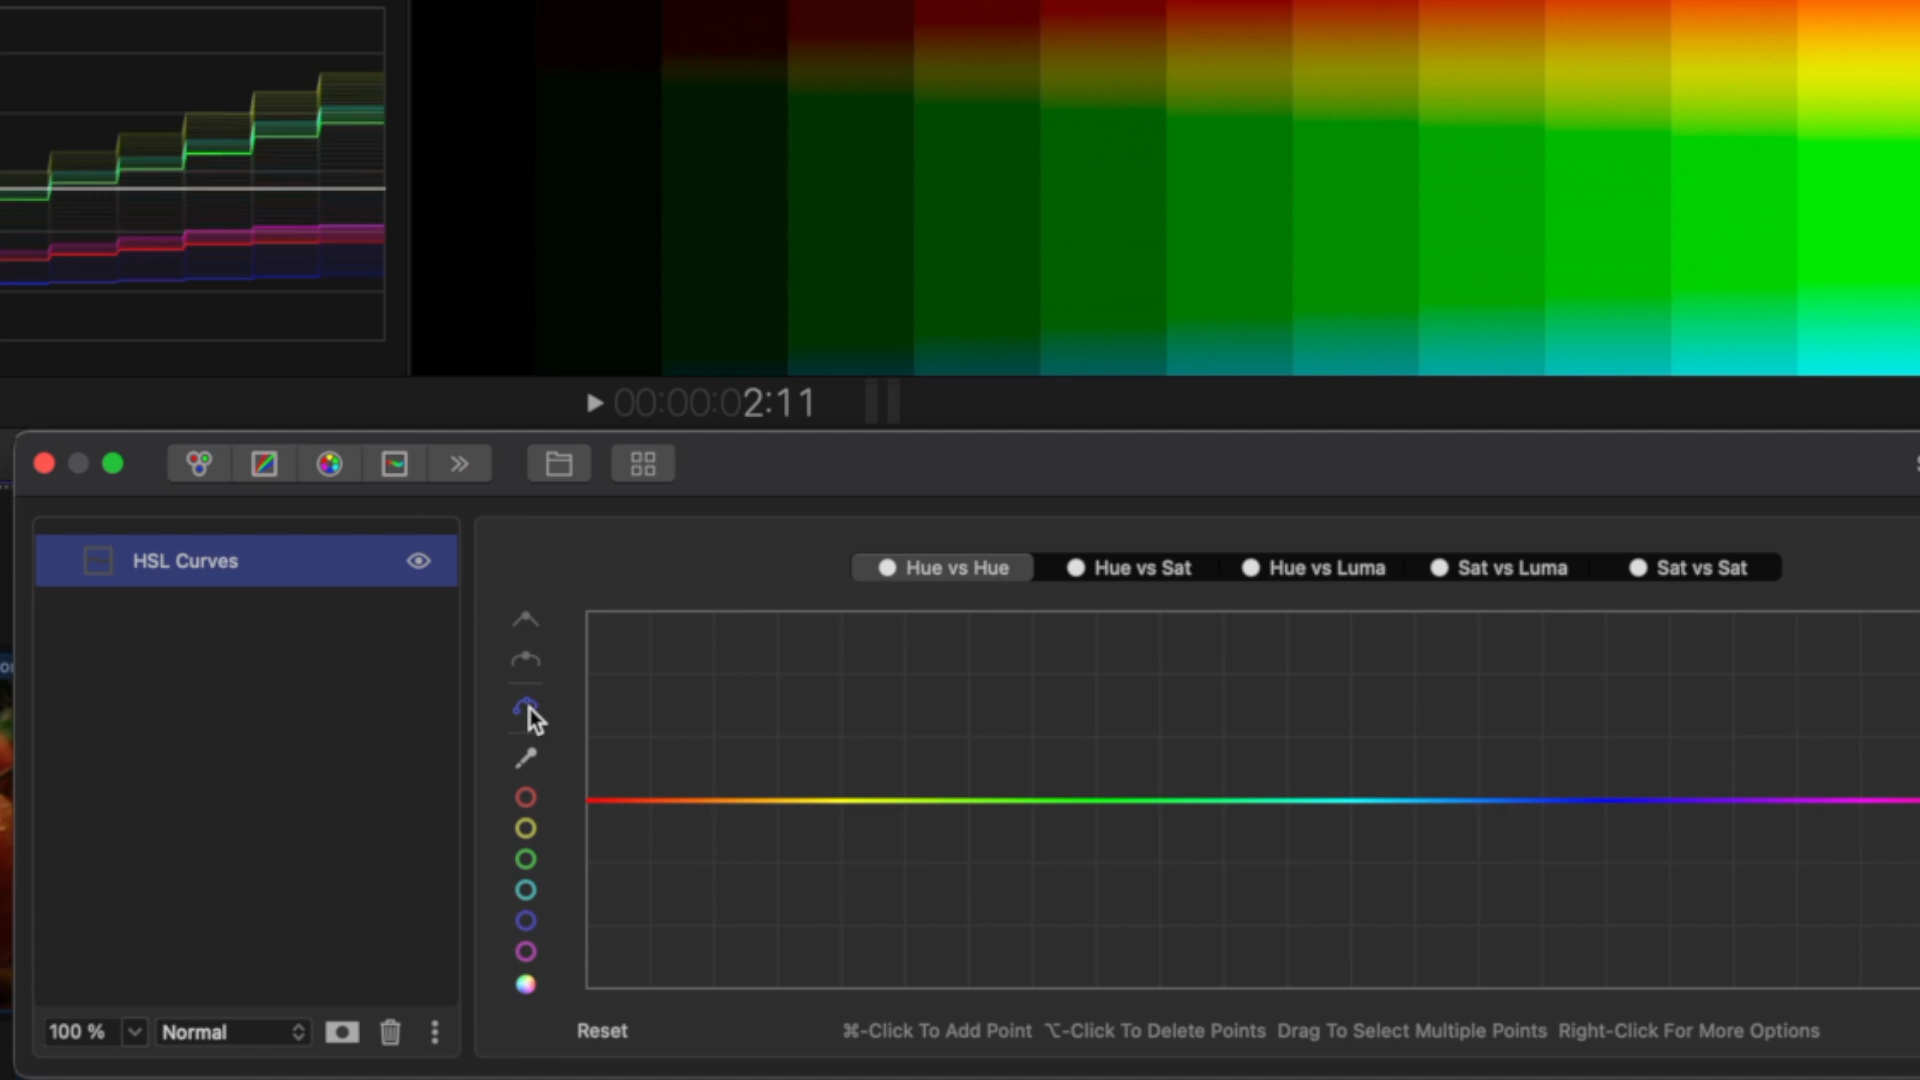 00:00:02:11
HSL Curves
Hue vs Hue
Hue vs Sat
Hue vs Luma
Sat vs Luma
Sat vs Sat
100 %
Normal
Reset
⌘-Click To Add Point ⌥-Click To Delete Points Drag To Select Multiple Points Right-Click For More Options